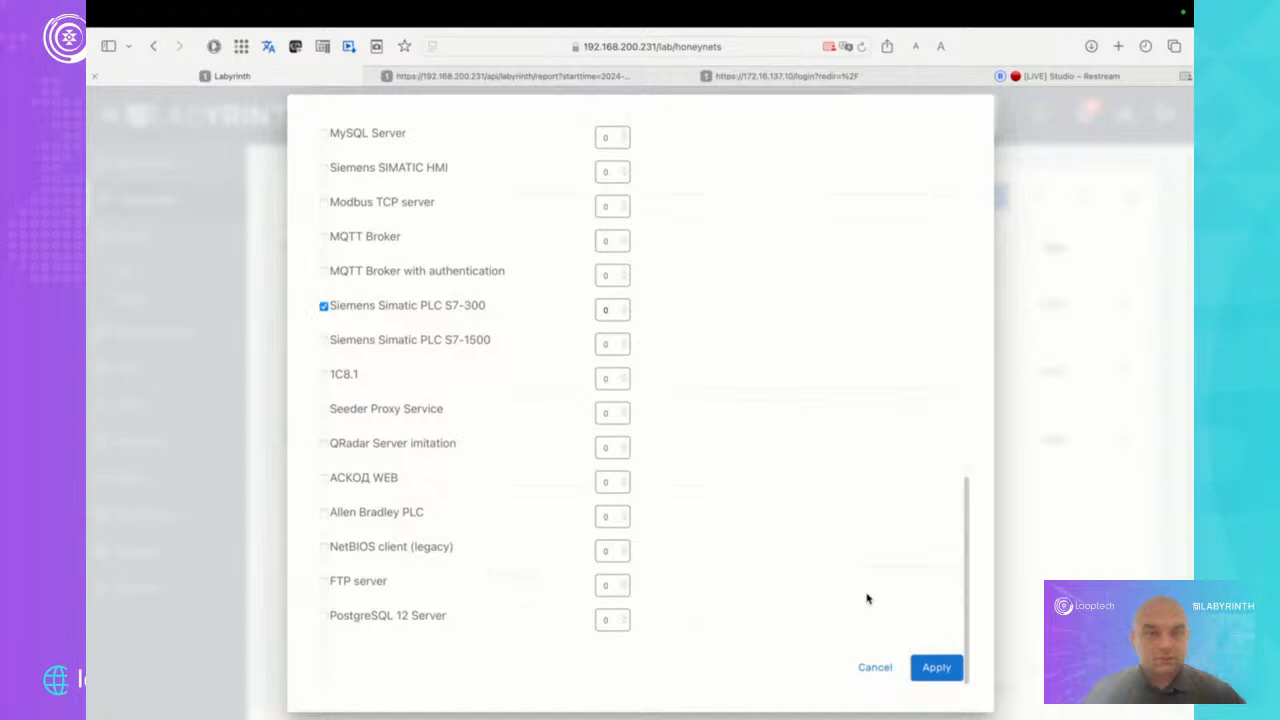 192.168.200.231/lab/honeynets
A A
1 Labyrinth
1 https://192.168.200.231/api/labyrinth/report?starttime=2024-...
1 https://172.16.137.10/login?redir=%2F
R [LIVE] Studio – Restream
MySQL Server 0
Siemens SIMATIC HMI 0
Modbus TCP server 0
MQTT Broker 0
MQTT Broker with authentication 0
Siemens Simatic PLC S7-300 0
Siemens Simatic PLC S7-1500 0
1C8.1 0
Seeder Proxy Service 0
QRadar Server imitation 0
АСКОД WEB 0
Allen Bradley PLC 0
NetBIOS client (legacy) 0
FTP server 0
PostgreSQL 12 Server 0
Cancel Apply
Looptech LABYRINTH